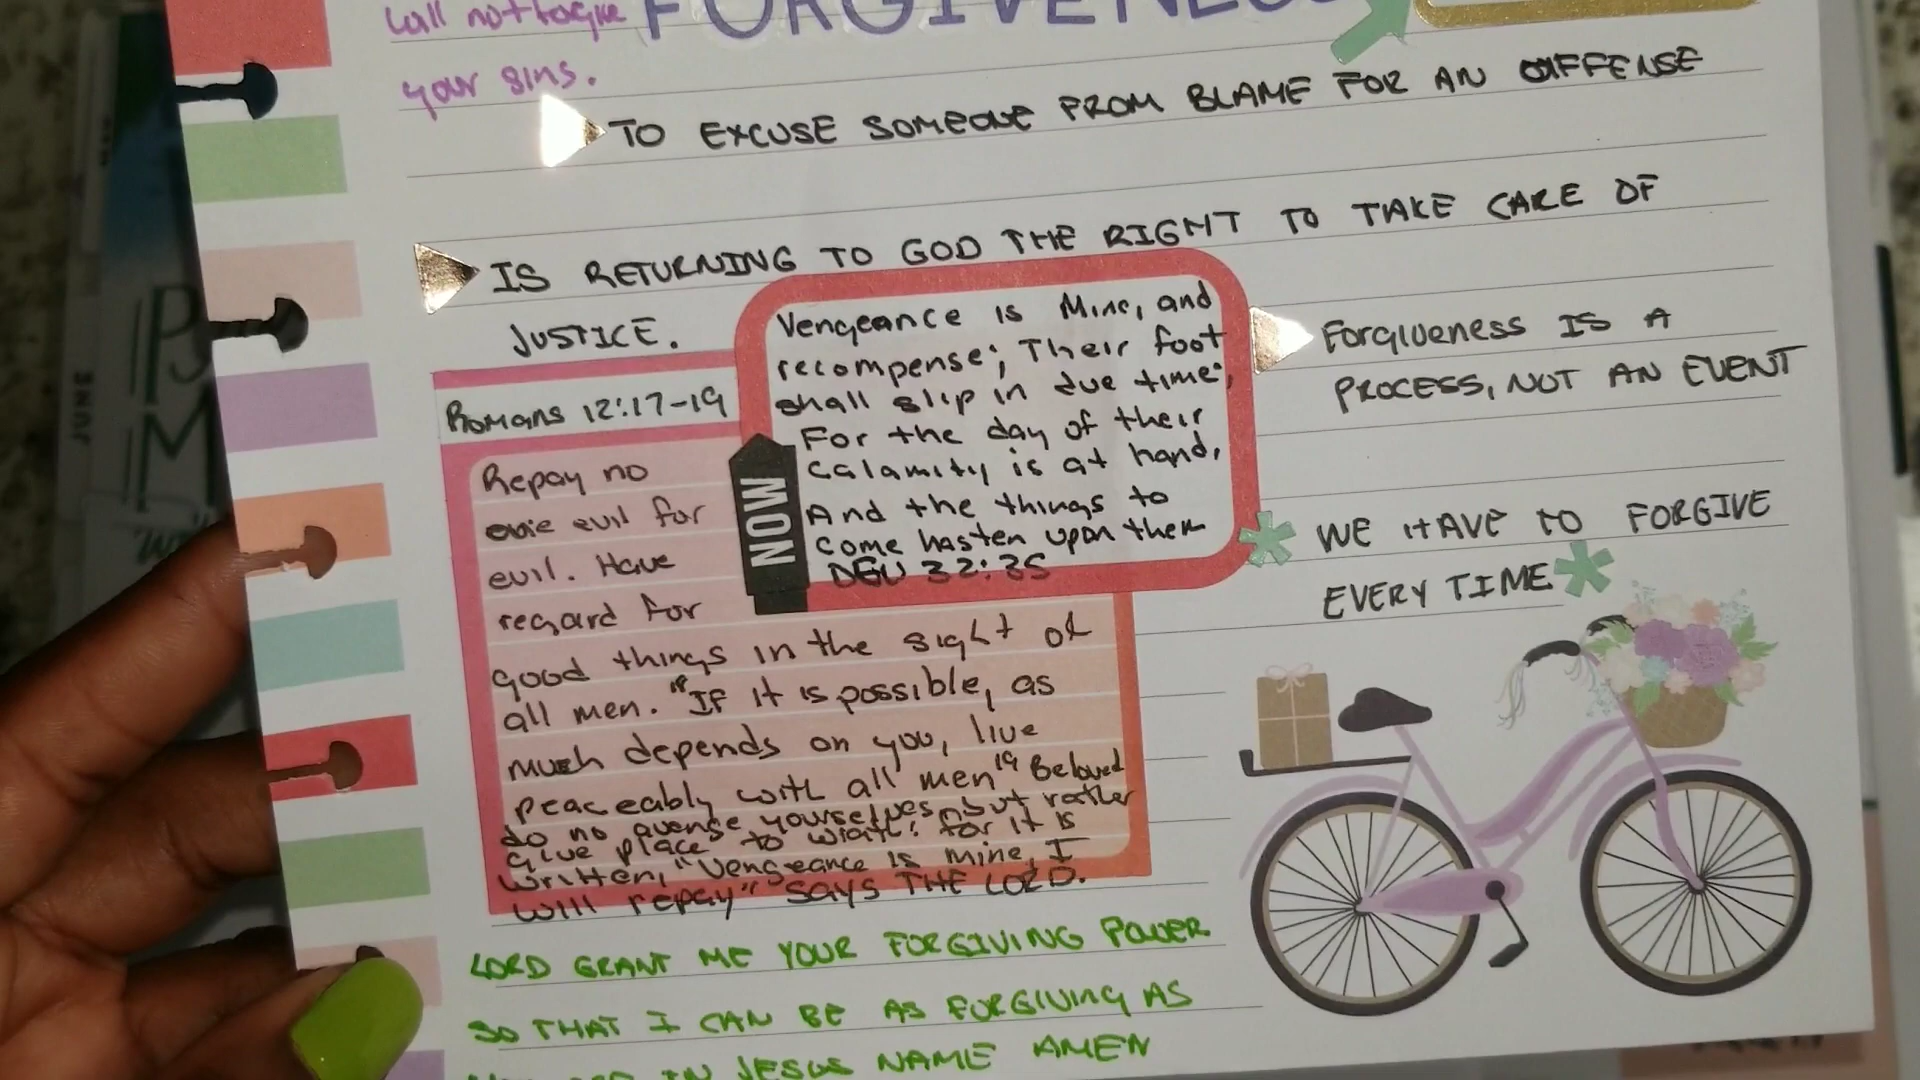 will not forgive
FORGIVENESS
your sins.
TO EXCUSE SOMEONE FROM BLAME FOR AN OFFENSE
IS RETURNING TO GOD THE RIGHT TO TAKE CARE OF
JUSTICE.
Romans 12:17-19
Repay no
evil for
evil. Have
regard for
good things in the sight of
all men. 18 If it is possible, as
much depends on you, live
peaceably with all men 19 Beloved
do no avenge yourselves, but rather
give place to wrath: for it is
written, "Vengeance is mine, I
will repay" says THE LORD.
MON
Vengeance is Mine, and
recompense; Their foot
shall slip in due time;
For the day of their
calamity is at hand,
And the things to
come hasten upon them
DEU 32:35
Forgiveness IS A
PROCESS, NOT AN EVENT
WE HAVE TO FORGIVE
EVERY TIME
LORD GRANT ME YOUR FORGIVING POWER
SO THAT I CAN BE AS FORGIVING AS
IN JESUS NAME AMEN